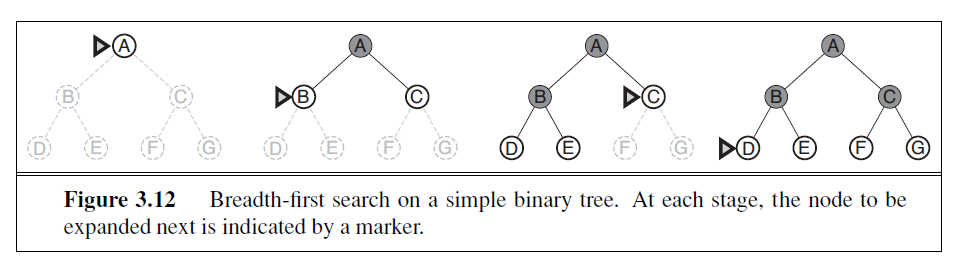 A A A A
B C B C B C B C
D E F G D E F G D E F G D E F G
Figure 3.12 Breadth-first search on a simple binary tree. At each stage, the node to be
expanded next is indicated by a marker.